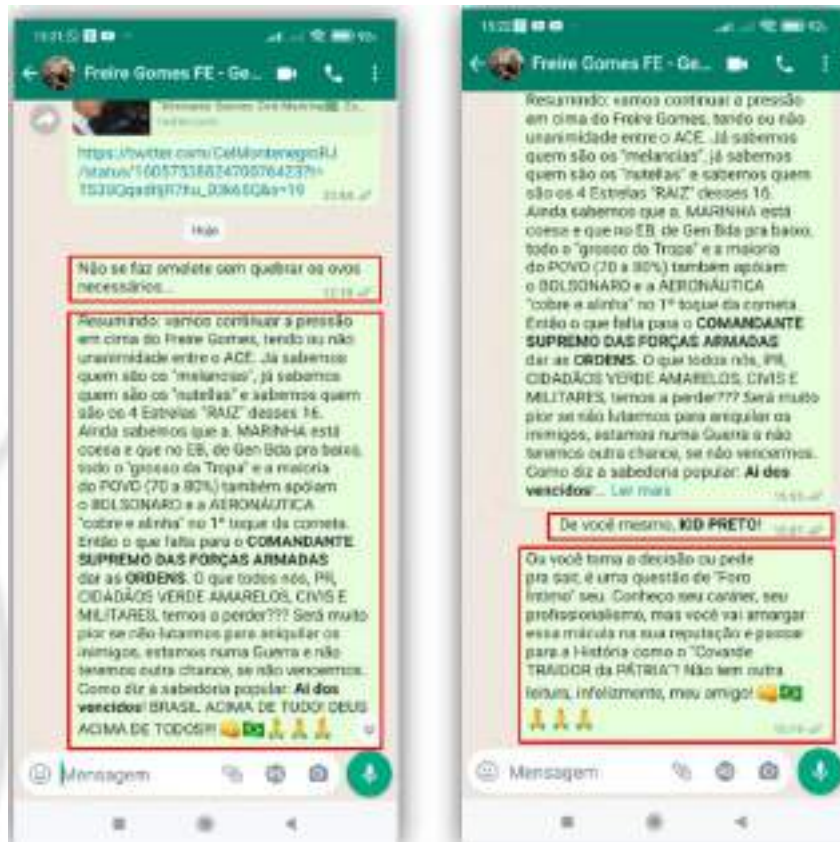 Freire Gomes FE - Ge...
https://twitter.com/CelMontenegroRJ
Hoje
Não se faz omelete sem quebrar os ovos
necessários...
Resumindo: vamos continuar a pressão
em cima do Freire Gomes, tendo ou não
unanimidade entre o ACE. Já sabemos
quem são os "melancias", já sabemos
quem são os "nutellas" e sabemos quem
são os 4 Estrelas "RAIZ" desses 16.
Ainda sabemos que a. MARINHA está
coesa e que no EB, de Gen Bda pra baixo,
todo o "grosso da Tropa" e a maioria
do POVO (70 a 80%) também apóiam
o BOLSONARO e a AERONÁUTICA
"cobre e alinha" no 1º toque da corneta.
Então o que falta para o COMANDANTE
SUPREMO DAS FORÇAS ARMADAS
dar as ORDENS. O que todos nós, PR,
CIDADÃOS VERDE AMARELOS, CIVIS E
MILITARES, temos a perder??? Será muito
pior se não lutarmos para aniquilar os
inimigos, estamos numa Guerra e não
teremos outra chance, se não vencermos.
Como diz a sabedoria popular: Ai dos
vencidos! BRASIL ACIMA DE TUDO! DEUS
ACIMA DE TODOS!!! 👊🇧🇷🙏🙏🙏
Mensagem
Freire Gomes FE - Ge...
Resumindo: vamos continuar a pressão
em cima do Freire Gomes, tendo ou não
unanimidade entre o ACE. Já sabemos
quem são os "melancias", já sabemos
quem são os "nutellas" e sabemos quem
são os 4 Estrelas "RAIZ" desses 16.
Ainda sabemos que a. MARINHA está
coesa e que no EB, de Gen Bda pra baixo,
todo o "grosso da Tropa" e a maioria
do POVO (70 a 80%) também apóiam
o BOLSONARO e a AERONÁUTICA
"cobre e alinha" no 1º toque da corneta.
Então o que falta para o COMANDANTE
SUPREMO DAS FORÇAS ARMADAS
dar as ORDENS. O que todos nós, PR,
CIDADÃOS VERDE AMARELOS, CIVIS E
MILITARES, temos a perder??? Será muito
pior se não lutarmos para aniquilar os
inimigos, estamos numa Guerra e não
teremos outra chance, se não vencermos.
Como diz a sabedoria popular: Ai dos
vencidos!... Ler mais
De você mesmo, KID PRETO!
Ou você toma a decisão ou pede
pra sair, é uma questão de "Foro
Íntimo" seu. Conheço seu caráter, seu
profissionalismo, mas você vai amargar
essa mácula na sua reputação e passar
para a História como o "Covarde
TRAIDOR da PÁTRIA"? Não tem outra
leitura, infelizmente, meu amigo! 👊🇧🇷
🙏🙏🙏
Mensagem